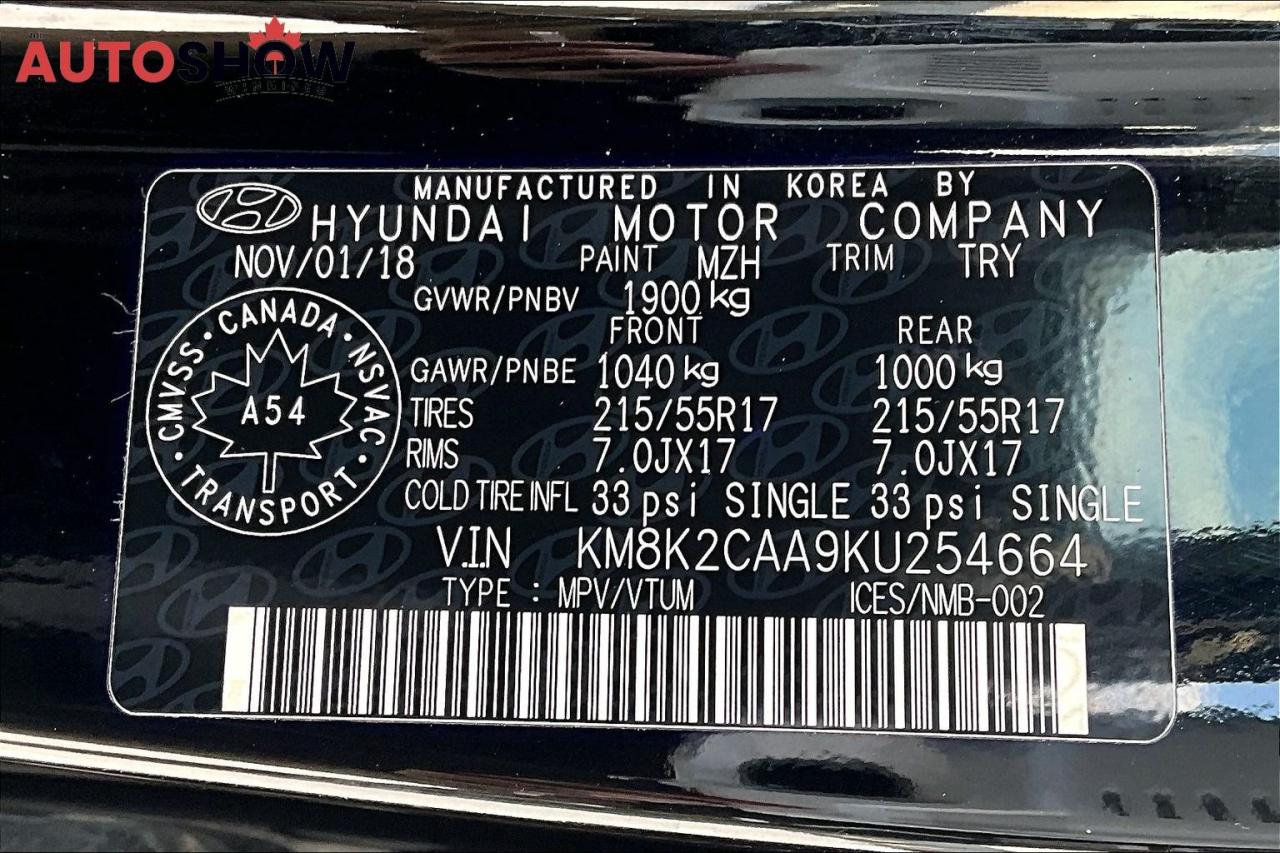 THE
AUTOSHOW
WINNIPEG
MANUFACTURED IN KOREA BY
HYUNDAI MOTOR COMPANY
NOV/01/18 PAINT MZH TRIM TRY
GVWR/PNBV 1900 kg
FRONT REAR
GAWR/PNBE 1040 kg 1000 kg
TIRES 215/55R17 215/55R17
RIMS 7.0JX17 7.0JX17
COLD TIRE INFL 33 psi SINGLE 33 psi SINGLE
V.I.N KM8K2CAA9KU254664
TYPE : MPV/VTUM ICES/NMB-002
CMVSS · CANADA · NSVAC · TRANSPORT ·
A54